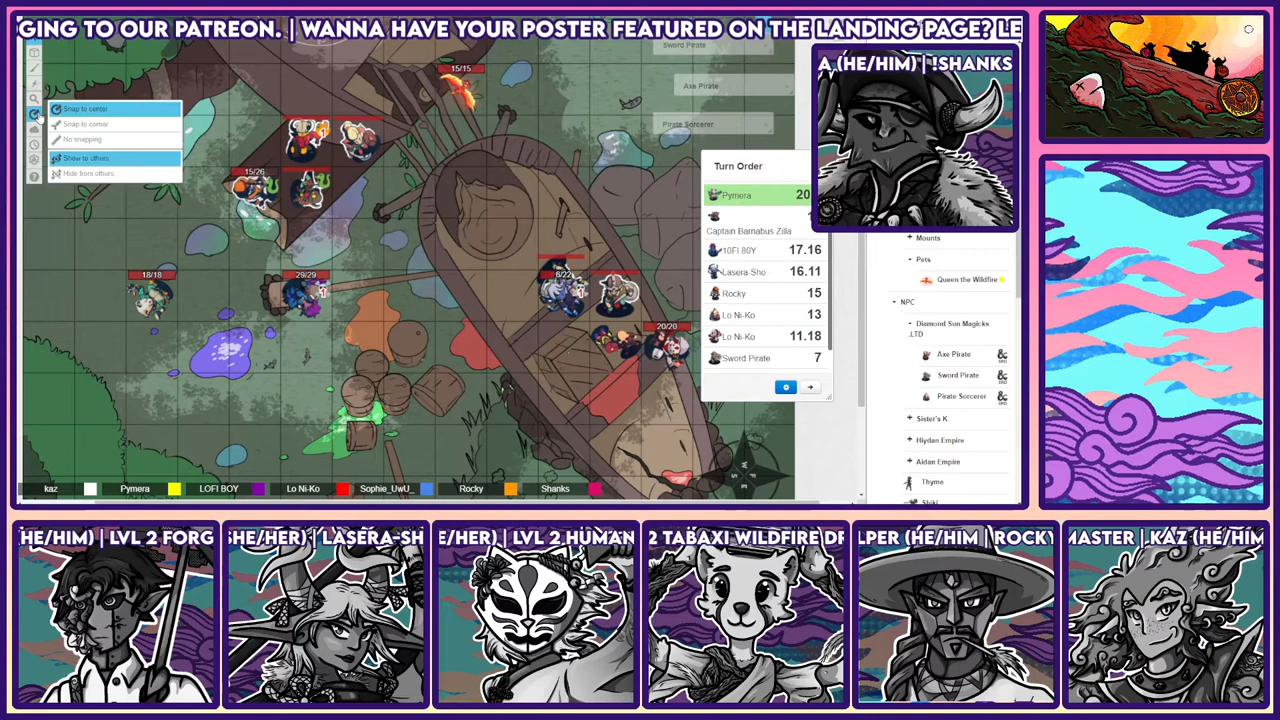 GING TO OUR PATREON. | WANNA HAVE YOUR POSTER FEATURED ON THE LANDING PAGE? LE
Sword Pirate
Axe Pirate
Pirate Sorcerer
A (HE/HIM) | !SHANKS
Snap to center
Snap to corner
No snapping
Show to others
Hide from others
15/15
15/26
18/18
29/29
6/22
20/20
Turn Order
Pymera 20
Captain Barnabus Zilla
10FI 80Y 17.16
Lasera-Sho 16.11
Rocky 15
Lo Ni-Ko 13
Lo Ni-Ko 11.18
Sword Pirate 7
Mounts
Pets
Queen the Wildfire
NPC
Diamond Sun Magicks
.LTD
Axe Pirate
Sword Pirate
Pirate Sorcerer
Sister's K
Hiydan Empire
Aidan Empire
Thyme
Shiki
kaz
Pymera
LOFI BOY
Lo Ni-Ko
Sophie_UwU_
Rocky
Shanks
(HE/HIM) | LVL 2 FORG
SHE/HER) | LASERA-SH
E/HER) | LVL 2 HUMAN
2 TABAXI WILDFIRE DR
LPER (HE/HIM | ROCKY
MASTER | .KAZ (HE/HIM